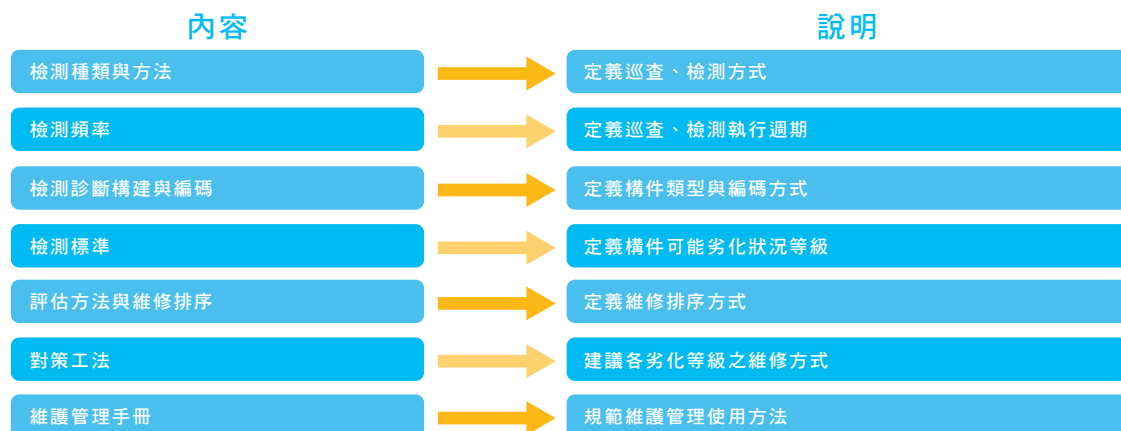 內容 說明
檢測種類與方法 定義巡查、檢測方式
檢測頻率 定義巡查、檢測執行週期
檢測診斷構建與編碼 定義構件類型與編碼方式
檢測標準 定義構件可能劣化狀況等級
評估方法與維修排序 定義維修排序方式
對策工法 建議各劣化等級之維修方式
維護管理手冊 規範維護管理使用方法